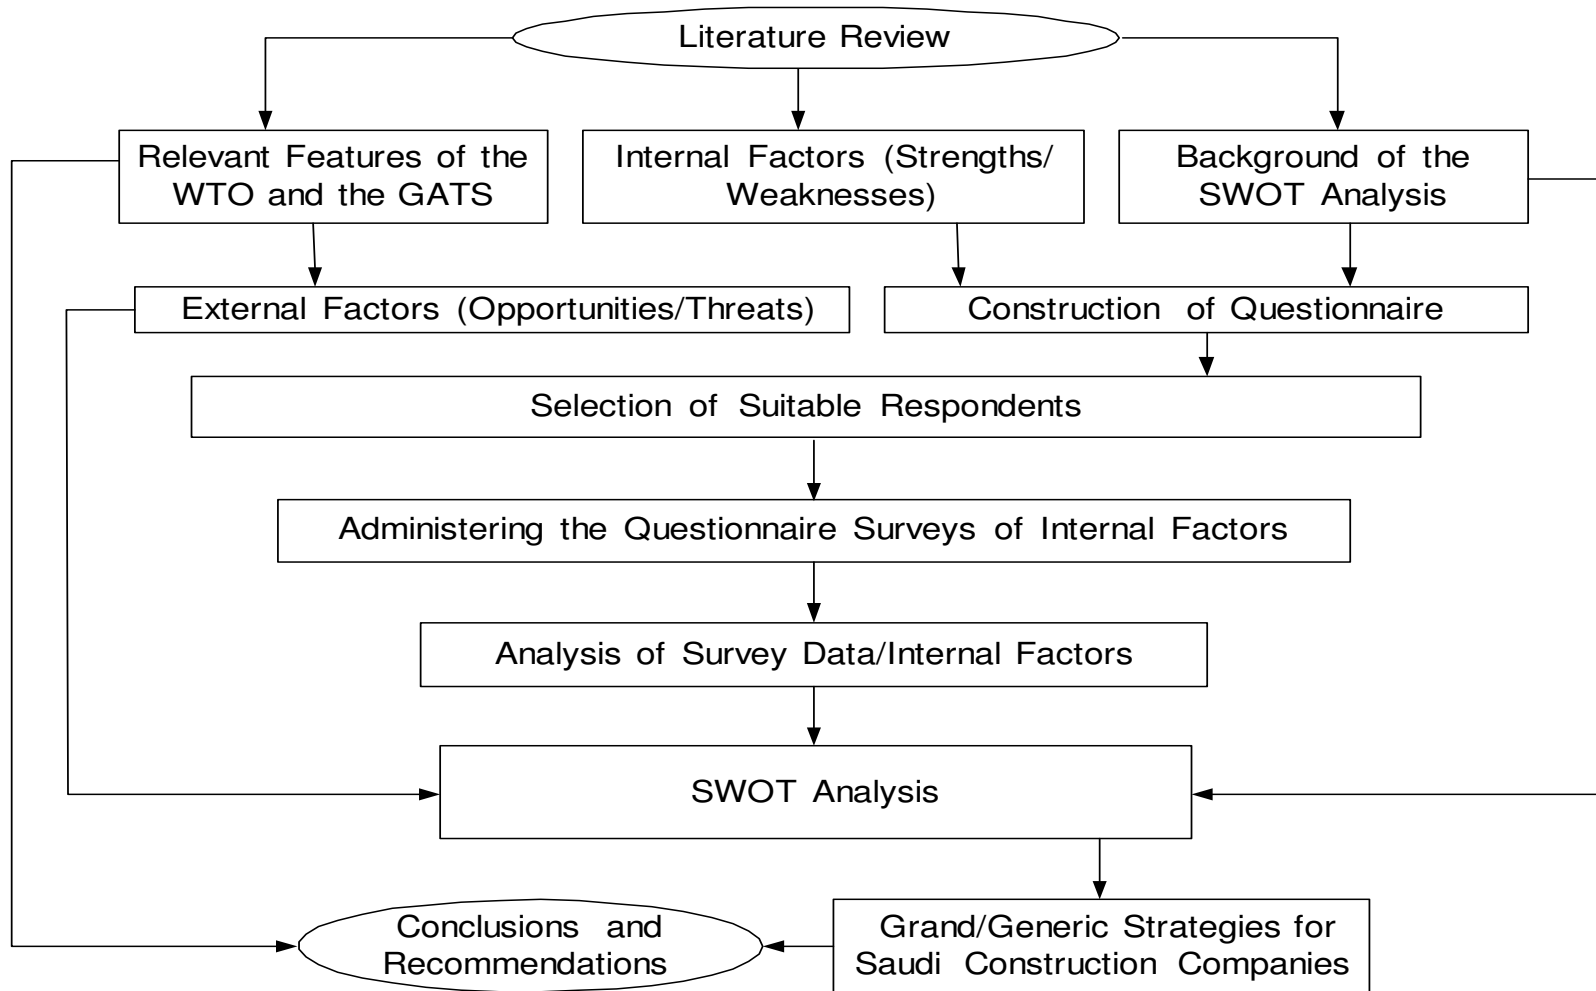 Literature Review
Relevant Features of the
WTO and the GATS
Internal Factors (Strengths/
Weaknesses)
Background of the
SWOT Analysis
External Factors (Opportunities/Threats)
Construction of Questionnaire
Selection of Suitable Respondents
Administering the Questionnaire Surveys of Internal Factors
Analysis of Survey Data/Internal Factors
SWOT Analysis
Conclusions and
Recommendations
Grand/Generic Strategies for
Saudi Construction Companies